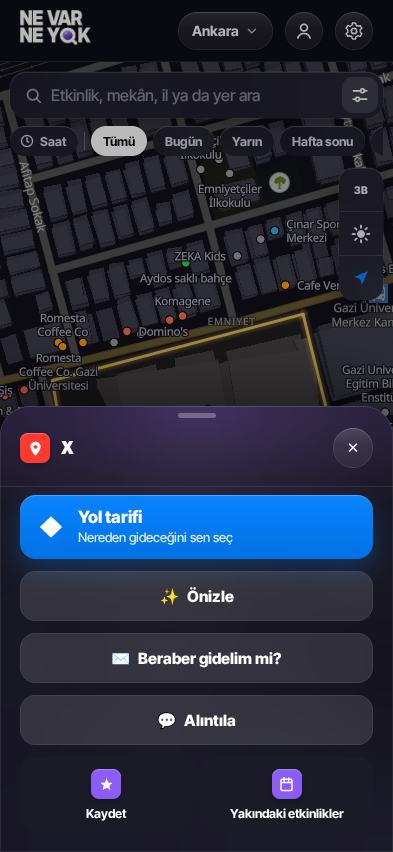 NE VAR
NE YOK
Ankara
Etkinlik, mekân, il ya da yer ara
Saat
Tümü
Bugün
Yarın
Hafta sonu
İlkokulu
Emniyetçiler
İlkokulu
Afitap Sokak
3B
Çınar Spor
Merkezi
ZEKA Kids
Aydos saklı bahçe
Cafe Ver
Komagene
Gazi Üniver
Merkez Kam
Romesta
Coffee Co
Domino's
EMNİYET
Romesta
Coffee Co. Gazi
Üniversitesi
Gazi Unive
Egitim Bil
Enstitü
X
Yol tarifi
Nereden gideceğini sen seç
✨ Önizle
✉️ Beraber gidelim mi?
💬 Alıntıla
Kaydet
Yakındaki etkinlikler